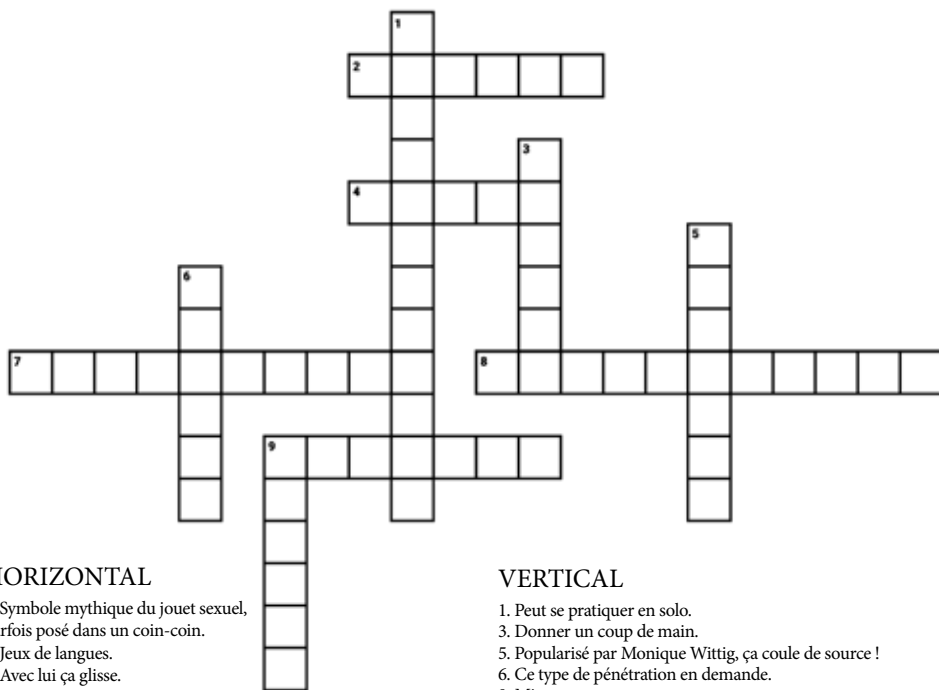 1
2
3
4
5
6
7
8
9
HORIZONTAL
Symbole mythique du jouet sexuel,
rfois posé dans un coin-coin.
Jeux de langues.
Avec lui ça glisse.
VERTICAL
1. Peut se pratiquer en solo.
3. Donner un coup de main.
5. Popularisé par Monique Wittig, ça coule de source !
6. Ce type de pénétration en demande.